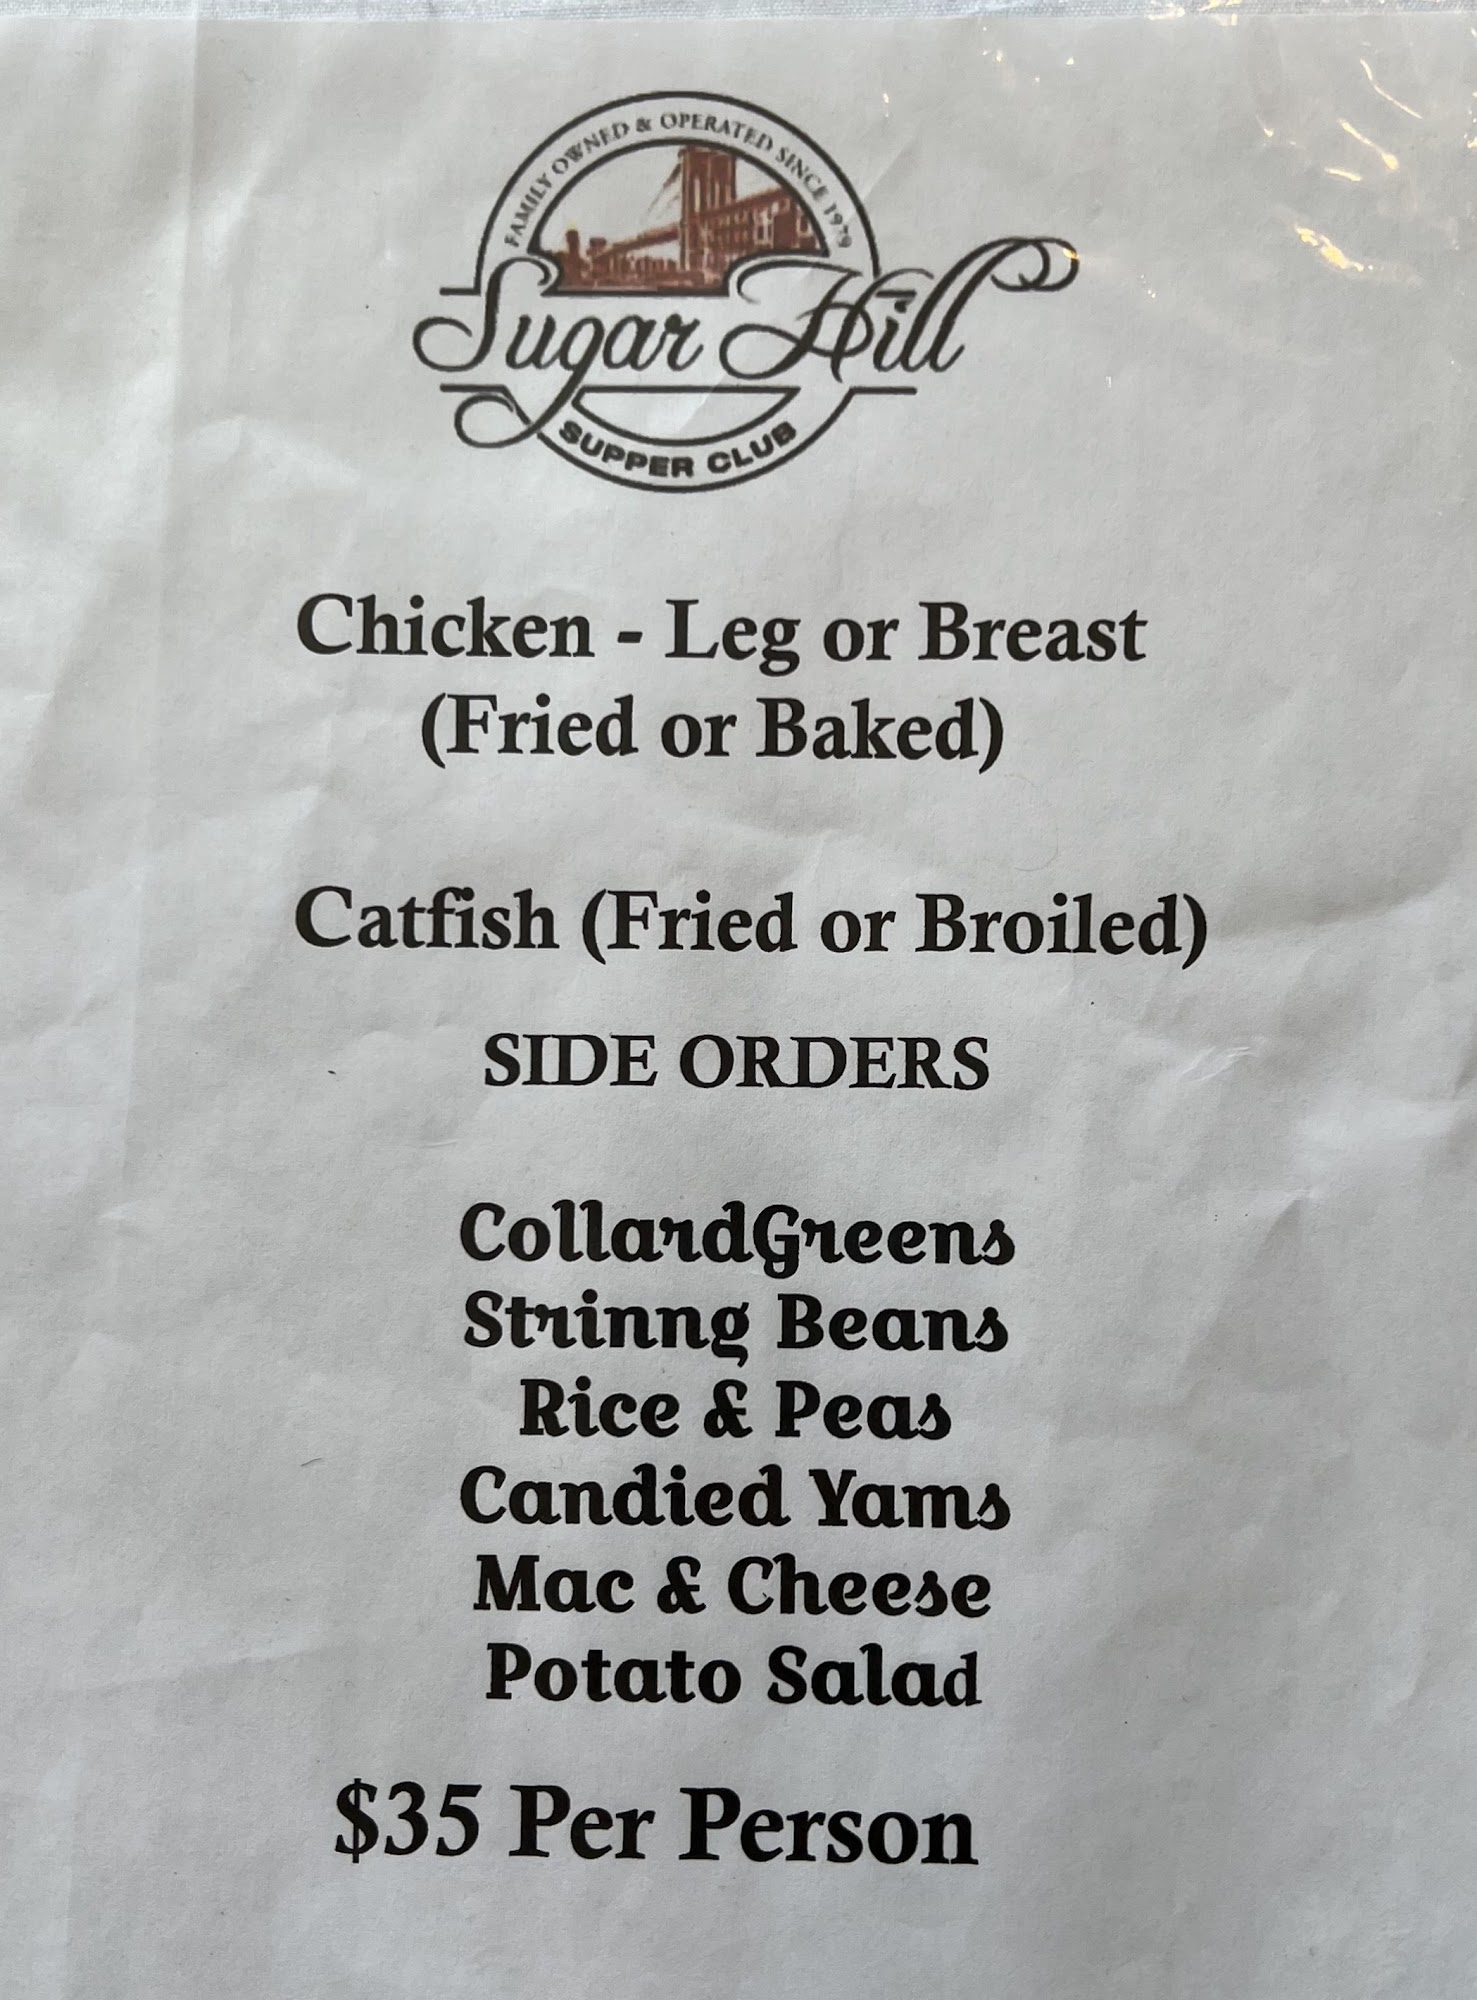 FAMILY OWNED & OPERATED SINCE 1979
Sugar Hill
SUPPER CLUB
Chicken - Leg or Breast
(Fried or Baked)
Catfish (Fried or Broiled)
SIDE ORDERS
CollardGreens
Strinng Beans
Rice & Peas
Candied Yams
Mac & Cheese
Potato Salad
$35 Per Person